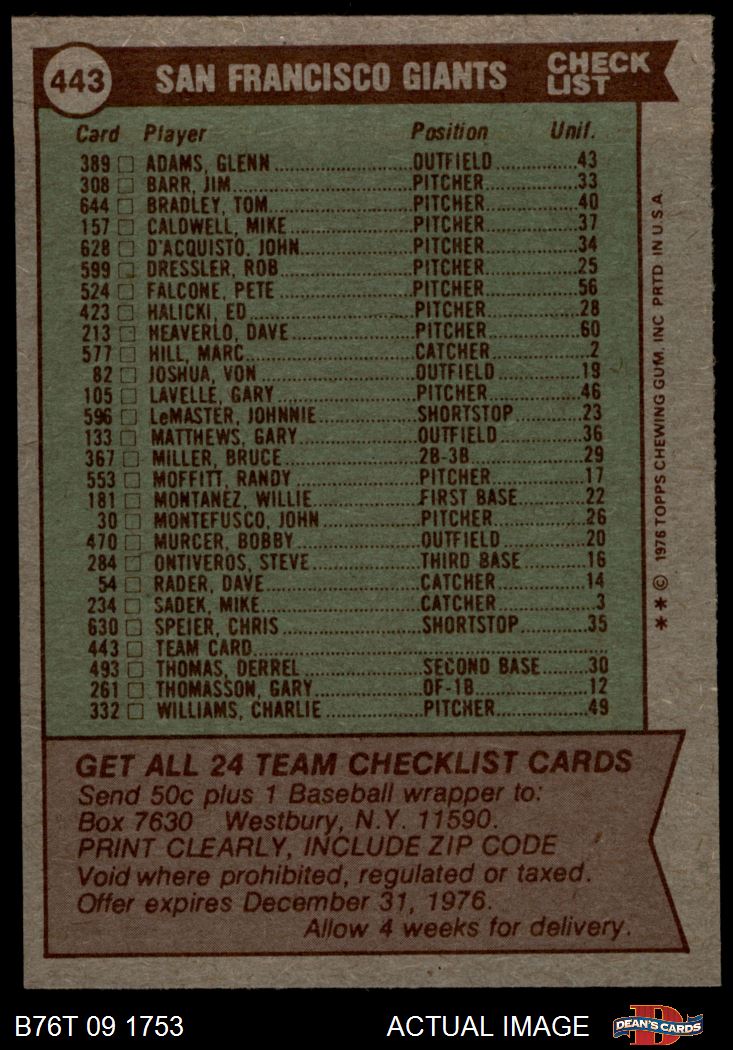 443 SAN FRANCISCO GIANTS CHECK LIST
Card Player Position Unif.
389 ADAMS, GLENN OUTFIELD 43
308 BARR, JIM PITCHER 33
644 BRADLEY, TOM PITCHER 40
157 CALDWELL, MIKE PITCHER 37
628 D'ACQUISTO, JOHN PITCHER 34
599 DRESSLER, ROB PITCHER 25
524 FALCONE, PETE PITCHER 56
423 HALICKI, ED PITCHER 28
213 HEAVERLO, DAVE PITCHER 60
577 HILL, MARC CATCHER 2
82 JOSHUA, VON OUTFIELD 19
105 LAVELLE, GARY PITCHER 46
596 LeMASTER, JOHNNIE SHORTSTOP 23
133 MATTHEWS, GARY OUTFIELD 36
367 MILLER, BRUCE 2B-3B 29
553 MOFFITT, RANDY PITCHER 17
181 MONTANEZ, WILLIE FIRST BASE 22
30 MONTEFUSCO, JOHN PITCHER 26
470 MURCER, BOBBY OUTFIELD 20
284 ONTIVEROS, STEVE THIRD BASE 16
54 RADER, DAVE CATCHER 14
234 SADEK, MIKE CATCHER 3
630 SPEIER, CHRIS SHORTSTOP 35
443 TEAM CARD
493 THOMAS, DERREL SECOND BASE 30
261 THOMASSON, GARY OF-1B 12
332 WILLIAMS, CHARLIE PITCHER 49
* * © 1976 TOPPS CHEWING GUM, INC PRTD IN U.S.A.
GET ALL 24 TEAM CHECKLIST CARDS
Send 50c plus 1 Baseball wrapper to:
Box 7630 Westbury, N.Y. 11590.
PRINT CLEARLY, INCLUDE ZIP CODE
Void where prohibited, regulated or taxed.
Offer expires December 31, 1976.
Allow 4 weeks for delivery.
B76T 09 1753 ACTUAL IMAGE DEAN'S CARDS